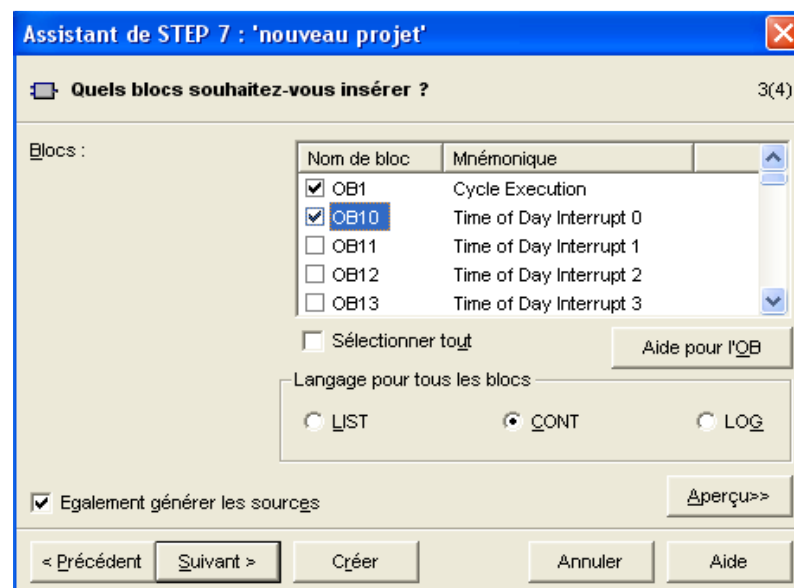 Assistant de STEP 7 : 'nouveau projet'
Quels blocs souhaitez-vous insérer ? 3(4)
Blocs :
Nom de bloc Mnémonique
OB1 Cycle Execution
OB10 Time of Day Interrupt 0
OB11 Time of Day Interrupt 1
OB12 Time of Day Interrupt 2
OB13 Time of Day Interrupt 3
Sélectionner tout Aide pour l'OB
Langage pour tous les blocs
LIST CONT LOG
Egalement générer les sources Aperçu>>
< Précédent Suivant > Créer Annuler Aide